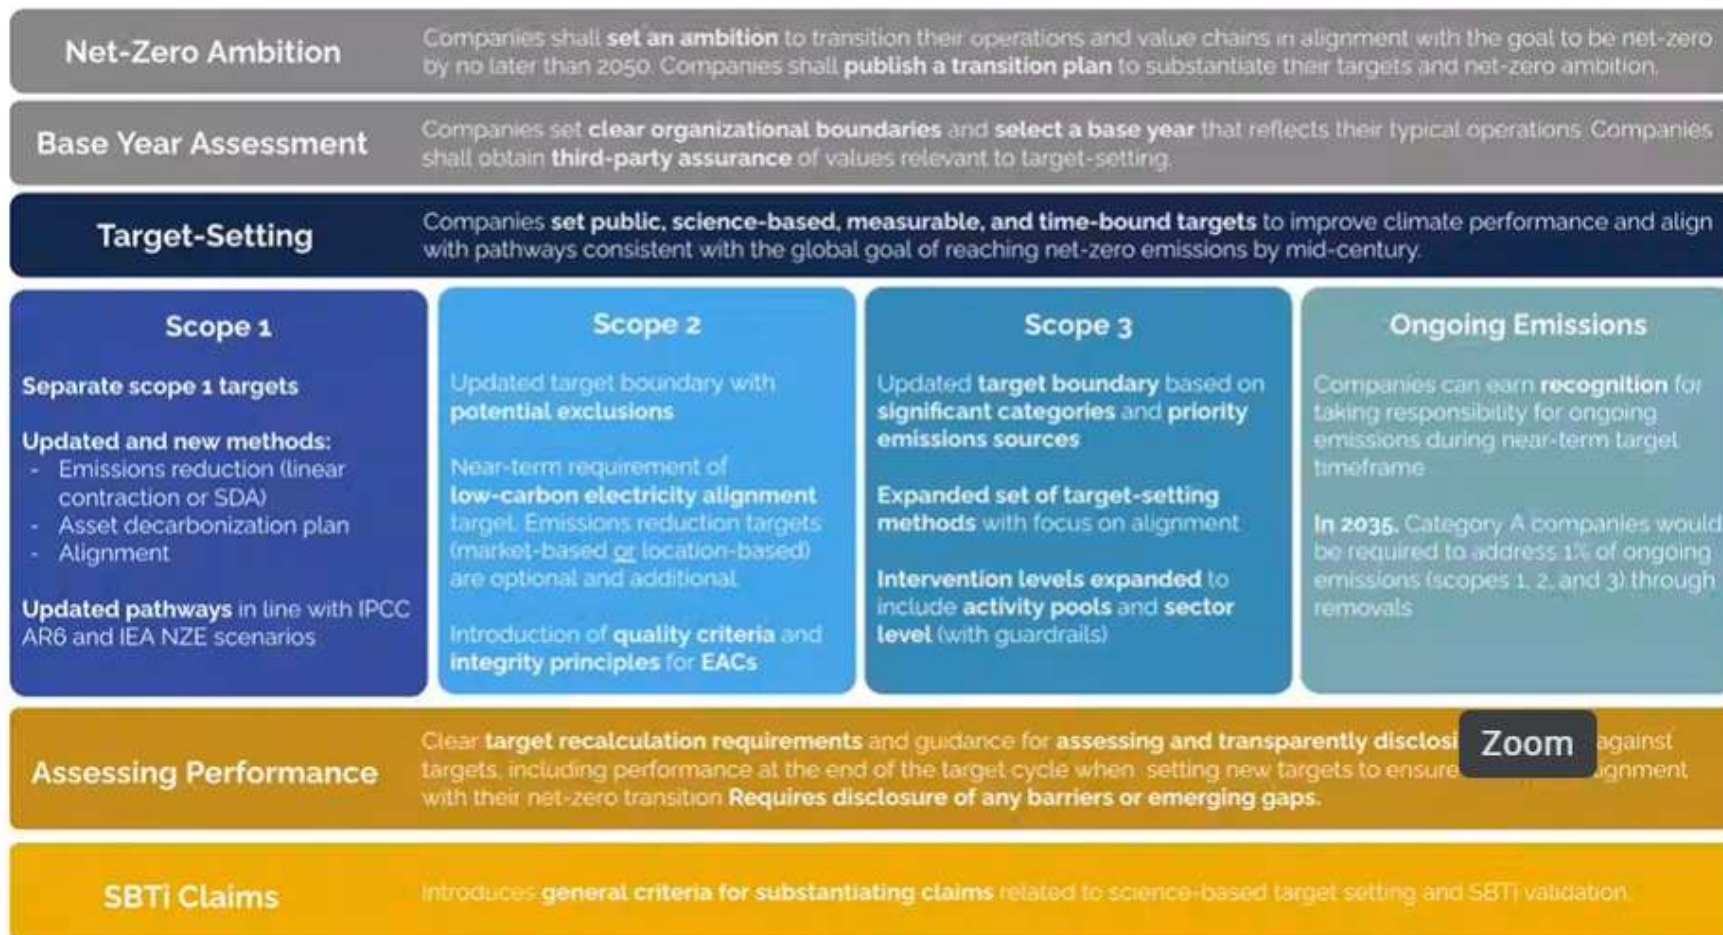 Net-Zero Ambition
Companies shall set an ambition to transition their operations and value chains in alignment with the goal to be net-zero
by no later than 2050. Companies shall publish a transition plan to substantiate their targets and net-zero ambition.
Base Year Assessment
Companies set clear organizational boundaries and select a base year that reflects their typical operations. Companies
shall obtain third-party assurance of values relevant to target-setting.
Target-Setting
Companies set public, science-based, measurable, and time-bound targets to improve climate performance and align
with pathways consistent with the global goal of reaching net-zero emissions by mid-century.
Scope 1
Separate scope 1 targets
Updated and new methods:
- Emissions reduction (linear
contraction or SDA)
- Asset decarbonization plan
- Alignment
Updated pathways in line with IPCC
AR6 and IEA NZE scenarios
Scope 2
Updated target boundary with
potential exclusions
Near-term requirement of
low-carbon electricity alignment
target. Emissions reduction targets
(market-based or location-based)
are optional and additional
Introduction of quality criteria and
integrity principles for EACs
Scope 3
Updated target boundary based on
significant categories and priority
emissions sources
Expanded set of target-setting
methods with focus on alignment
Intervention levels expanded to
include activity pools and sector
level (with guardrails)
Ongoing Emissions
Companies can earn recognition for
taking responsibility for ongoing
emissions during near-term target
timeframe
In 2035, Category A companies would
be required to address 1% of ongoing
emissions (scopes 1, 2, and 3) through
removals
Assessing Performance
Clear target recalculation requirements and guidance for assessing and transparently against
targets, including performance at the end of the target cycle when setting new targets to ensure
with their net-zero transition Requires disclosure of any barriers or emerging gaps.
Zoom
SBTi Claims
Introduces general criteria for substantiating claims related to science-based target setting and SBTi validation.